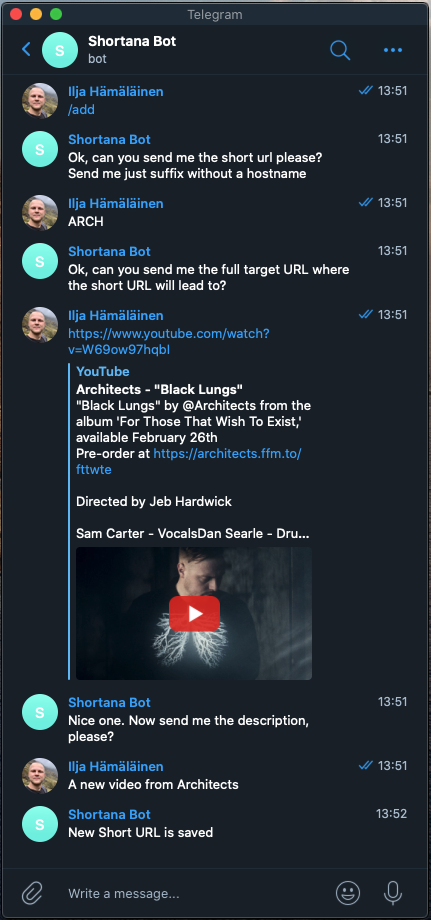 Telegram
S
Shortana Bot
bot
Ilja Hämäläinen 13:51
/add
S
Shortana Bot 13:51
Ok, can you send me the short url please?
Send me just suffix without a hostname
Ilja Hämäläinen 13:51
ARCH
S
Shortana Bot 13:51
Ok, can you send me the full target URL where
the short URL will lead to?
Ilja Hämäläinen 13:51
https://www.youtube.com/watch?
v=W69ow97hqbI
YouTube
Architects - "Black Lungs"
"Black Lungs" by @Architects from the
album 'For Those That Wish To Exist,'
available February 26th
Pre-order at https://architects.ffm.to/
fttwte
Directed by Jeb Hardwick
Sam Carter - VocalsDan Searle - Dru...
S
Shortana Bot 13:51
Nice one. Now send me the description,
please?
Ilja Hämäläinen 13:51
A new video from Architects
S
Shortana Bot 13:52
New Short URL is saved
Write a message...